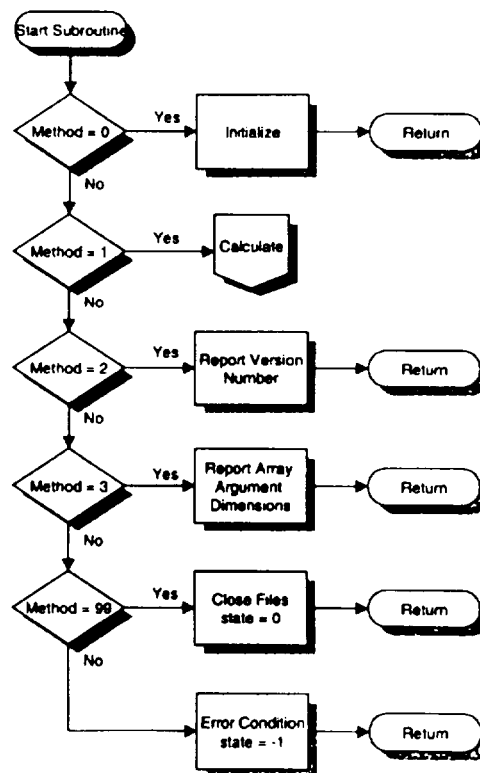 Start Subroutine
Method = 0
Yes
Initialize
Return
No
Method = 1
Yes
Calculate
No
Method = 2
Yes
Report Version
Number
Return
No
Method = 3
Yes
Report Array
Argument
Dimensions
Return
No
Method = 99
Yes
Close Files
state = 0
Return
No
Error Condition
state = -1
Return